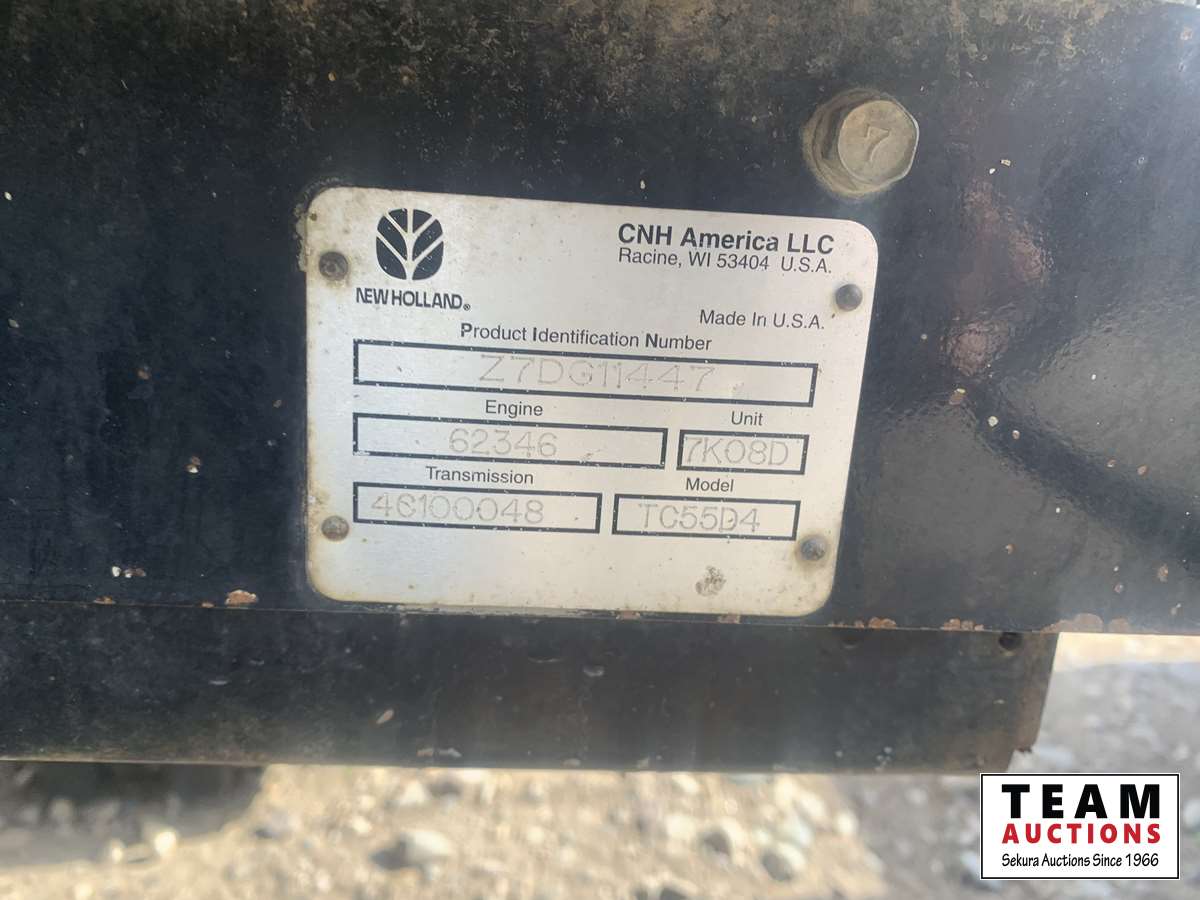 7
CNH America LLC
Racine, WI 53404 U.S.A.
NEW HOLLAND®
Made In U.S.A.
Product Identification Number
Z7DG11447
Engine
Unit
62346
7K08D
Transmission
Model
4G100048
TC55D4
TEAM
AUCTIONS
Sekura Auctions Since 1966